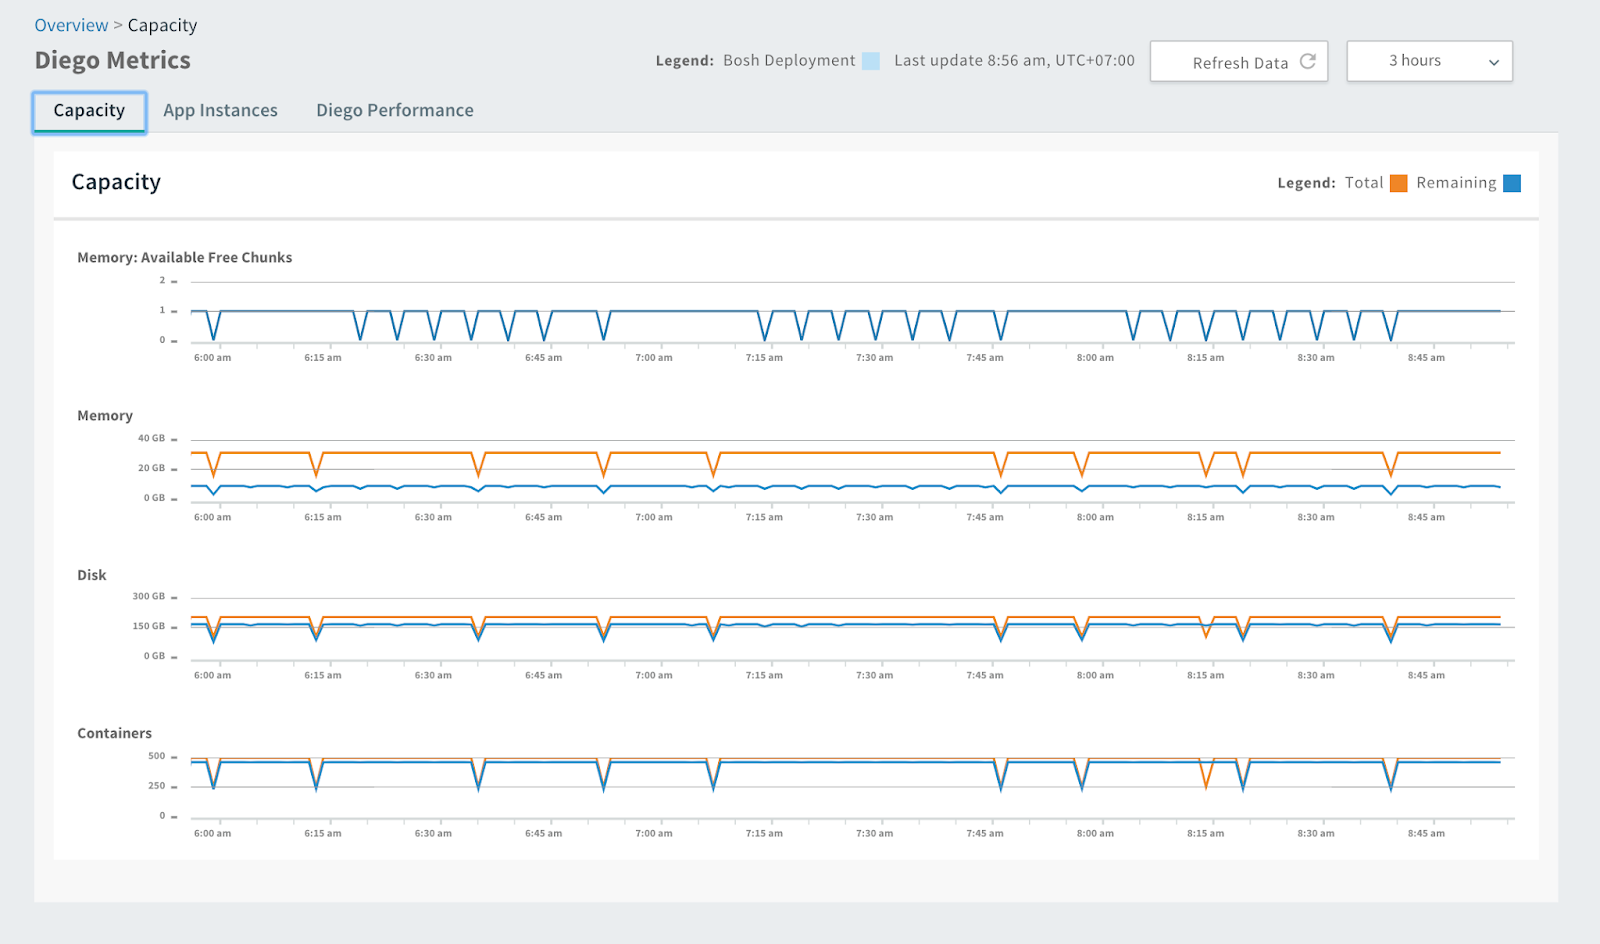 Overview > Capacity
Diego Metrics
Legend: Bosh Deployment Last update 8:56 am, UTC+07:00 Refresh Data 3 hours
Capacity App Instances Diego Performance
Capacity
Legend: Total Remaining
Memory: Available Free Chunks
2
1
0
6:00 am 6:15 am 6:30 am 6:45 am 7:00 am 7:15 am 7:30 am 7:45 am 8:00 am 8:15 am 8:30 am 8:45 am
Memory
40 GB
20 GB
0 GB
6:00 am 6:15 am 6:30 am 6:45 am 7:00 am 7:15 am 7:30 am 7:45 am 8:00 am 8:15 am 8:30 am 8:45 am
Disk
300 GB
150 GB
0 GB
6:00 am 6:15 am 6:30 am 6:45 am 7:00 am 7:15 am 7:30 am 7:45 am 8:00 am 8:15 am 8:30 am 8:45 am
Containers
500
250
0
6:00 am 6:15 am 6:30 am 6:45 am 7:00 am 7:15 am 7:30 am 7:45 am 8:00 am 8:15 am 8:30 am 8:45 am